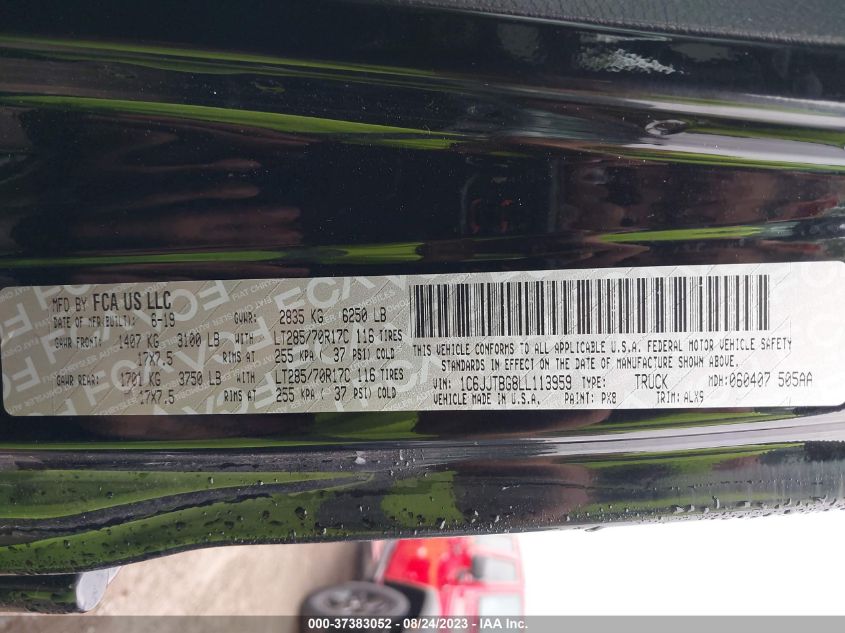 MFD BY FCA US LLC
DATE OF MFR(BUILT): 6-19 GVWR: 2835 KG 6250 LB
GAWR FRONT: 1407 KG 3100 LB WITH LT285/70R17C 116 TIRES
17X7.5 RIMS AT 255 KPA ( 37 PSI) COLD
GAWR REAR: 1701 KG 3750 LB WITH LT285/70R17C 116 TIRES
17X7.5 RIMS AT 255 KPA ( 37 PSI) COLD
THIS VEHICLE CONFORMS TO ALL APPLICABLE U.S.A. FEDERAL MOTOR VEHICLE SAFETY
STANDARDS IN EFFECT ON THE DATE OF MANUFACTURE SHOWN ABOVE.
VIN: 1C6JJTBG8LL113959 TYPE: TRUCK MDH: 060407 505AA
VEHICLE MADE IN U.S.A. PAINT: PX8 TRIM: ALX9
000-37383052 - 08/24/2023 - IAA Inc.